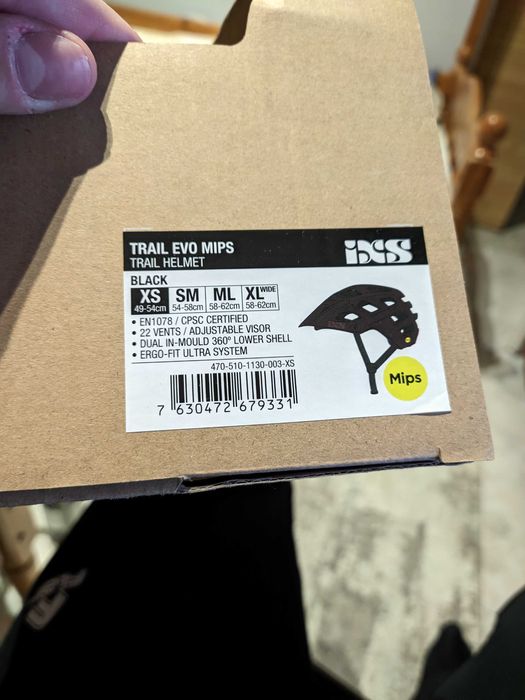 TRAIL EVO MIPS
TRAIL HELMET
iXS
BLACK
XS SM ML XL WIDE
49-54cm 54-58cm 58-62cm 58-62cm
• EN1078 / CPSC CERTIFIED
• 22 VENTS / ADJUSTABLE VISOR
• DUAL IN-MOULD 360° LOWER SHELL
• ERGO-FIT ULTRA SYSTEM
470-510-1130-003-XS
7 630472 679331
Mips